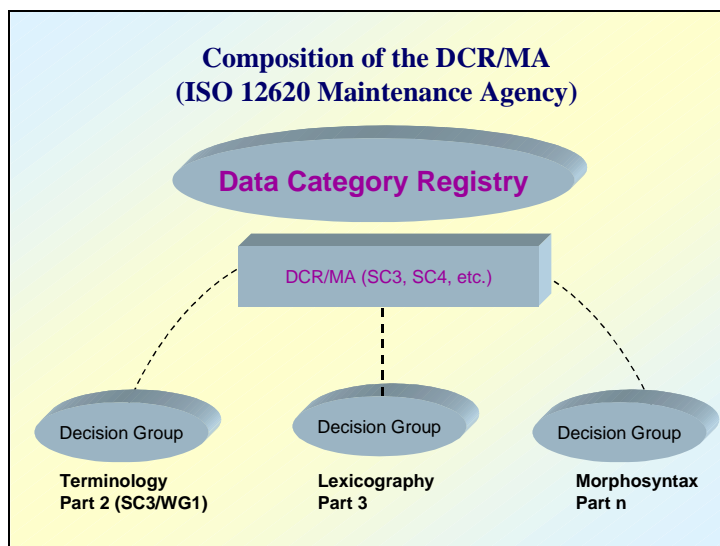 Composition of the DCR/MA
(ISO 12620 Maintenance Agency)
Data Category Registry
DCR/MA (SC3, SC4, etc.)
Decision Group
Decision Group
Decision Group
Terminology
Part 2 (SC3/WG1)
Lexicography
Part 3
Morphosyntax
Part n